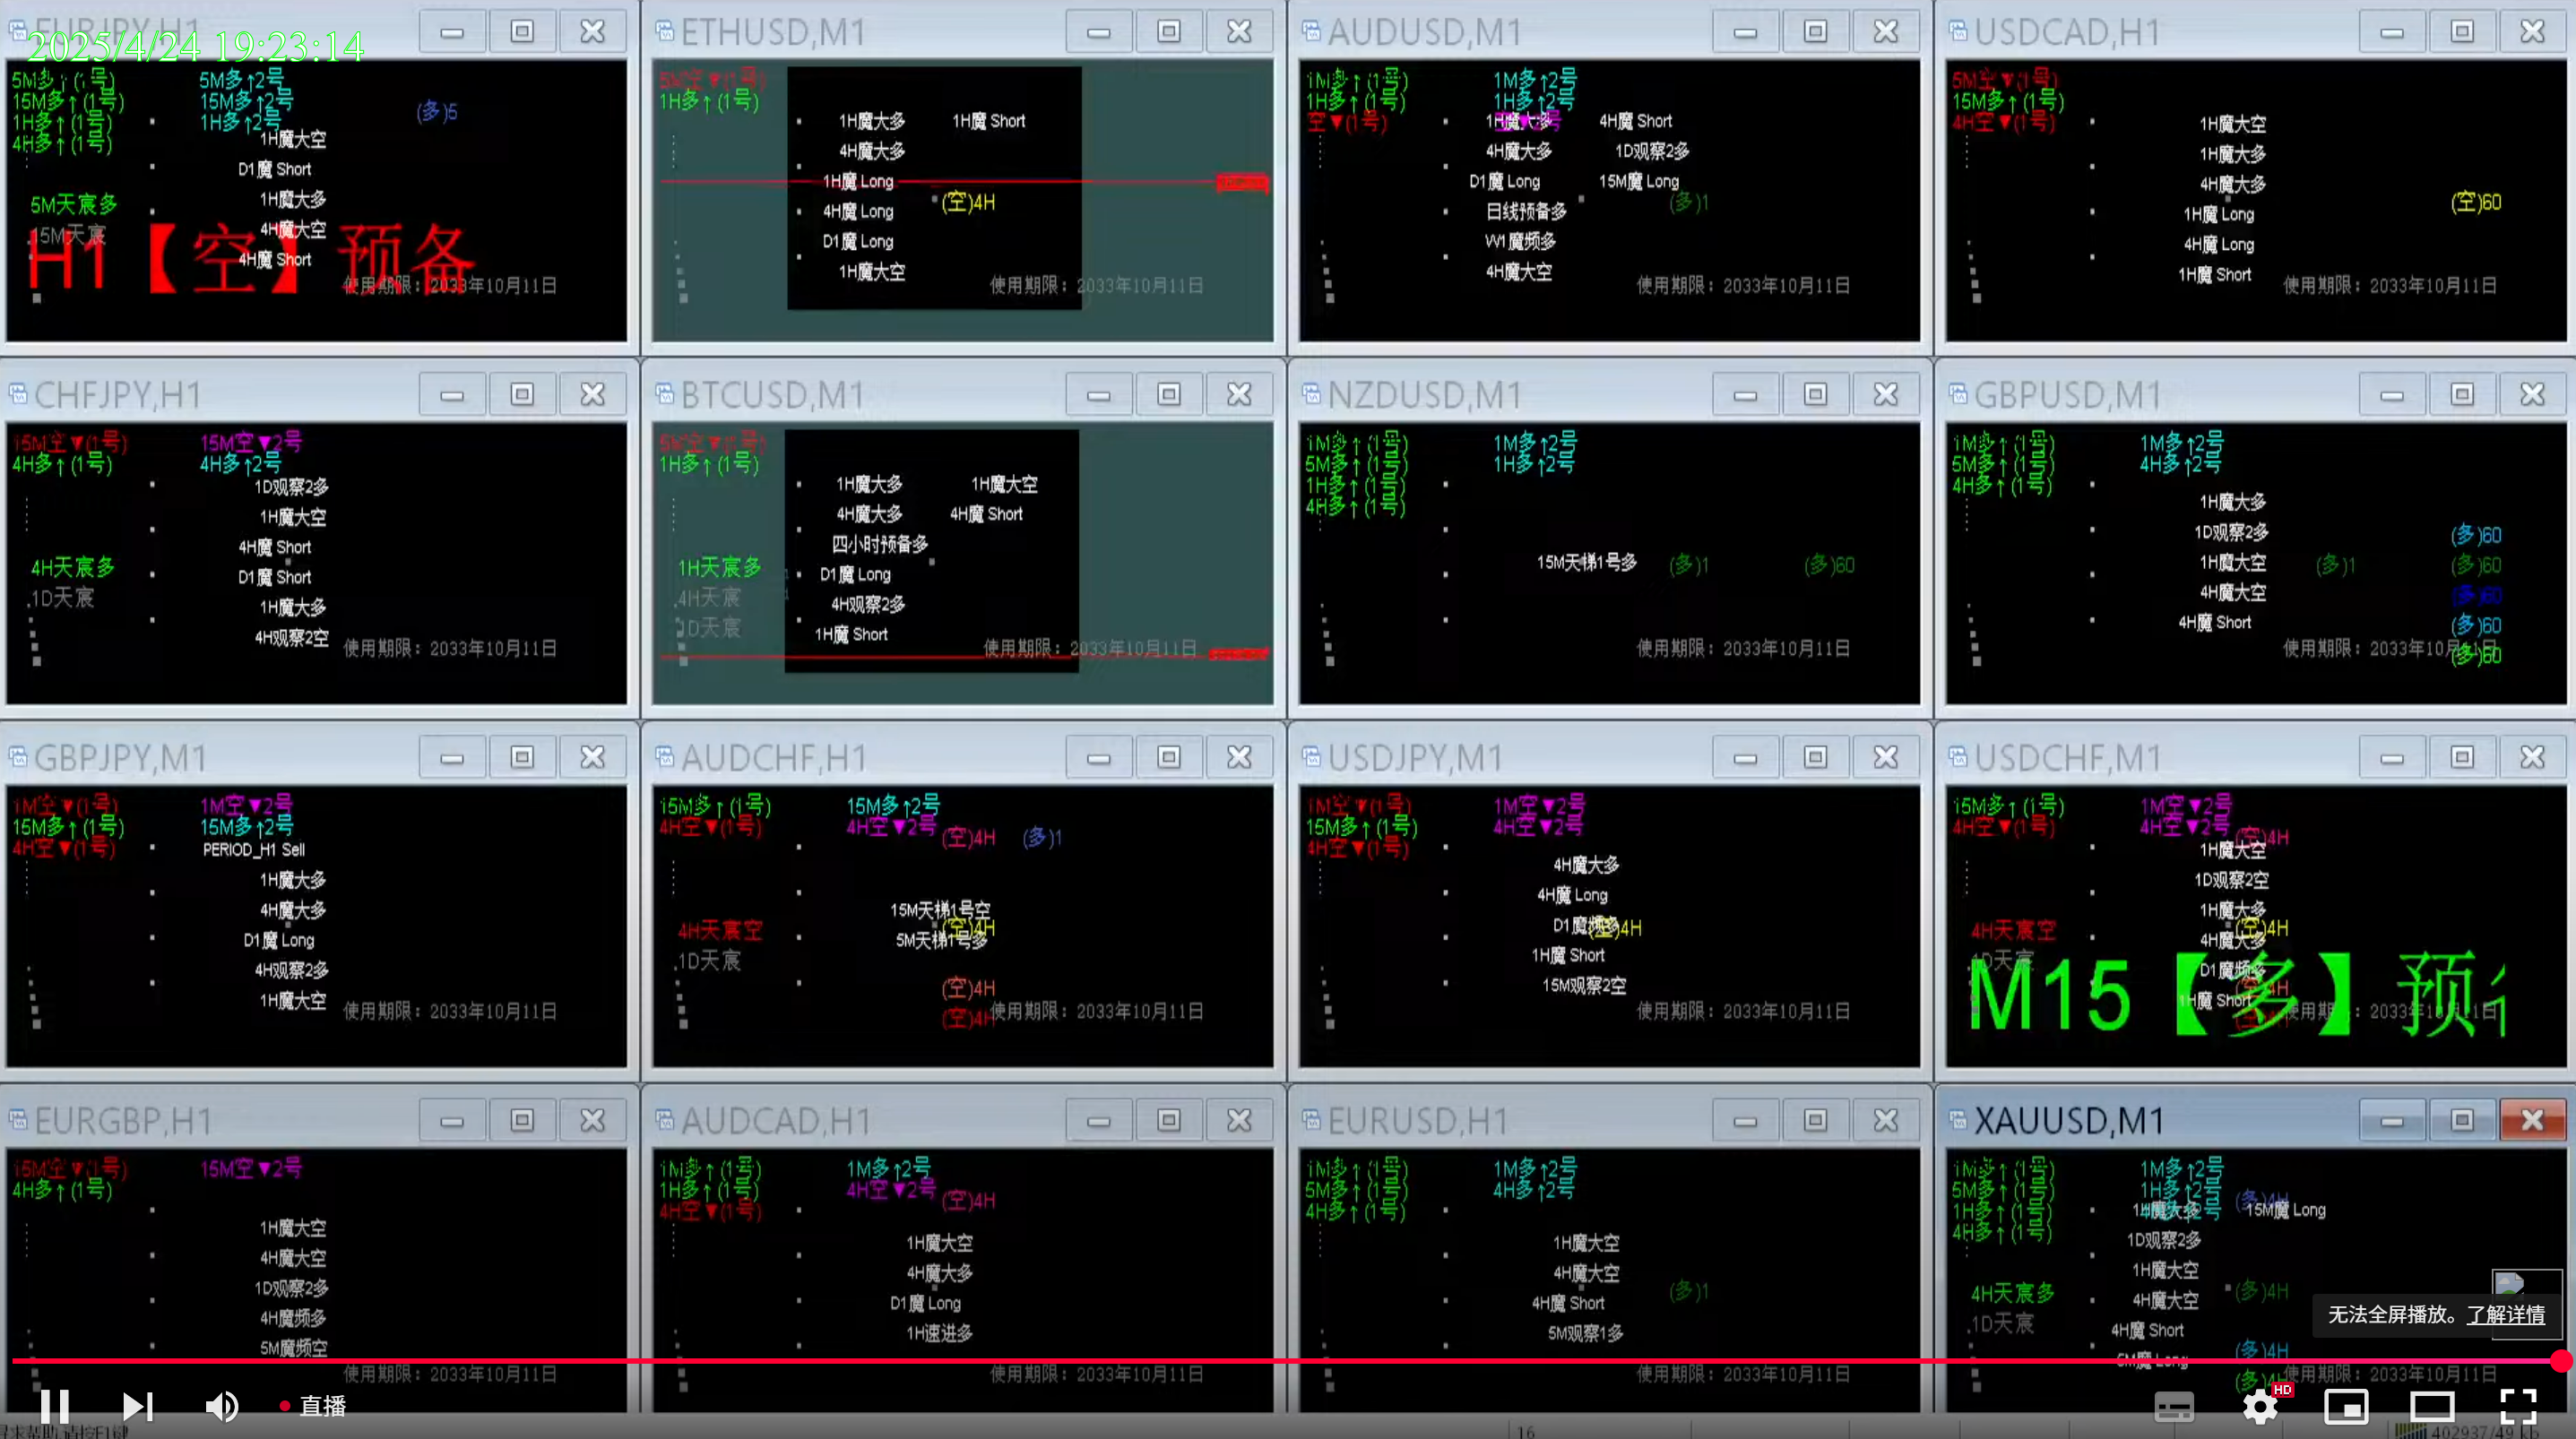 EURJPY,H1
2025/4/24 19:23:14
5M多↑(1号)
15M多↑(1号)
1H多↑(1号)
4H多↑(1号)
5M多↑2号
15M多↑2号
1H多↑2号
(多)5
1H魔大空
D1魔 Short
1H魔大多
4H魔大空
4H魔 Short
5M天宸多
15M天宸
H1【空】预备
使用期限：2033年10月11日
ETHUSD,M1
5M空▼(1号)
1H多↑(1号)
1H魔大多
4H魔大多
1H魔 Long
4H魔 Long
D1魔 Long
1H魔大空
1H魔 Short
(空)4H
使用期限：2033年10月11日
AUDUSD,M1
1M多↑(1号)
1H多↑(1号)
空▼(1号)
1M多↑2号
1H多↑2号
1H魔大多
4H魔大多
D1魔 Long
日线预备多
W1魔频多
4H魔大空
4H魔 Short
1D观察2多
15M魔 Long
(多)1
使用期限：2033年10月11日
USDCAD,H1
5M空▼(1号)
15M多↑(1号)
4H空▼(1号)
1H魔大空
1H魔大多
4H魔大多
1H魔 Long
4H魔 Long
1H魔 Short
(空)60
使用期限：2033年10月11日
CHFJPY,H1
15M空▼(1号)
4H多↑(1号)
15M空▼2号
4H多↑2号
1D观察2多
1H魔大空
4H魔 Short
D1魔 Short
1H魔大多
4H观察2空
4H天宸多
1D天宸
使用期限：2033年10月11日
BTCUSD,M1
5M空▼(1号)
1H多↑(1号)
1H魔大多
4H魔大多
四小时预备多
D1魔 Long
4H观察2多
1H魔 Short
1H魔大空
4H魔 Short
1H天宸多
4H天宸
1D天宸
使用期限：2033年10月11日
NZDUSD,M1
1M多↑(1号)
5M多↑(1号)
1H多↑(1号)
4H多↑(1号)
1M多↑2号
1H多↑2号
15M天梯1号多
(多)1
(多)60
使用期限：2033年10月11日
GBPUSD,M1
1M多↑(1号)
5M多↑(1号)
4H多↑(1号)
1M多↑2号
4H多↑2号
1H魔大多
1D观察2多
1H魔大空
4H魔大空
4H魔 Short
(多)1
(多)60
(多)60
(多)60
(多)60
(多)60
使用期限：2033年10月11日
GBPJPY,M1
1M空▼(1号)
15M多↑(1号)
4H空▼(1号)
1M空▼2号
15M多↑2号
PERIOD_H1 Sell
1H魔大多
4H魔大多
D1魔 Long
4H观察2多
1H魔大空
使用期限：2033年10月11日
AUDCHF,H1
15M多↑(1号)
4H空▼(1号)
15M多↑2号
4H空▼2号
(空)4H
(多)1
15M天梯1号空
(空)4H
5M天梯1号多
(空)4H
(空)4H
4H天宸空
1D天宸
使用期限：2033年10月11日
USDJPY,M1
1M空▼(1号)
15M多↑(1号)
4H空▼(1号)
1M空▼2号
4H空▼2号
4H魔大多
4H魔 Long
D1魔频多
(空)4H
1H魔 Short
15M观察2空
使用期限：2033年10月11日
USDCHF,M1
15M多↑(1号)
4H空▼(1号)
1M空▼2号
4H空▼2号
(空)4H
1H魔大空
1D观察2空
1H魔大多
(空)4H
4H魔大多
D1魔频多
(空)4H
1H魔 Short
4H天宸空
1D天宸
M15【多】预
使用期限：2033年10月11日
EURGBP,H1
15M空▼(1号)
4H多↑(1号)
15M空▼2号
1H魔大空
4H魔大空
1D观察2多
4H魔频多
5M魔频空
使用期限：2033年10月11日
AUDCAD,H1
1M多↑(1号)
1H多↑(1号)
4H空▼(1号)
1M多↑2号
4H空▼2号
(空)4H
1H魔大空
4H魔大多
D1魔 Long
1H速进多
使用期限：2033年10月11日
EURUSD,H1
1M多↑(1号)
5M多↑(1号)
4H多↑(1号)
1M多↑2号
4H多↑2号
1H魔大空
4H魔大空
4H魔 Short
5M观察1多
(多)1
使用期限：2033年10月11日
XAUUSD,M1
1M多↑(1号)
5M多↑(1号)
1H多↑(1号)
4H多↑(1号)
1M多↑2号
1H多↑2号
4H多↑2号
(多)4H
1H魔大多
15M魔 Long
1D观察2多
1H魔大空
4H魔大空
4H魔 Short
5M魔 Long
(多)4H
(多)4H
4H天宸多
1D天宸
使用期限：2033年10月11日
无法全屏播放。了解详情
直播
HD
16
402937/49 kb